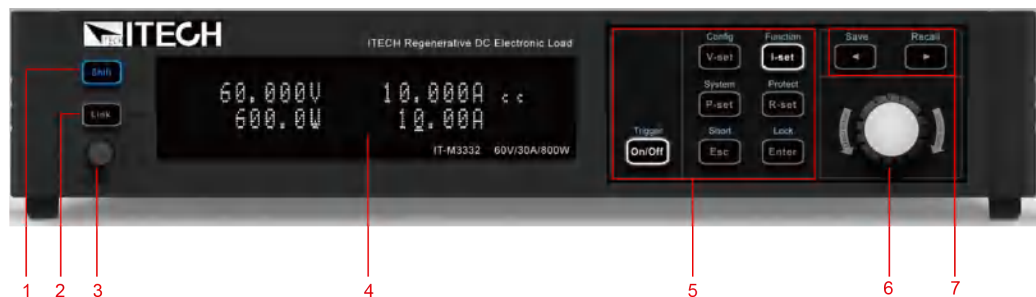 ITECH
ITECH Regenerative DC Electronic Load
Shift
Link
60.000V 10.000A cc
600.0W 10.00A
IT-M3332 60V/30A/800W
Config Function
V-set I-set
System Protect
P-set R-set
Trigger Short Lock
On/Off Esc Enter
Save Recall
1 2 3 4 5 6 7